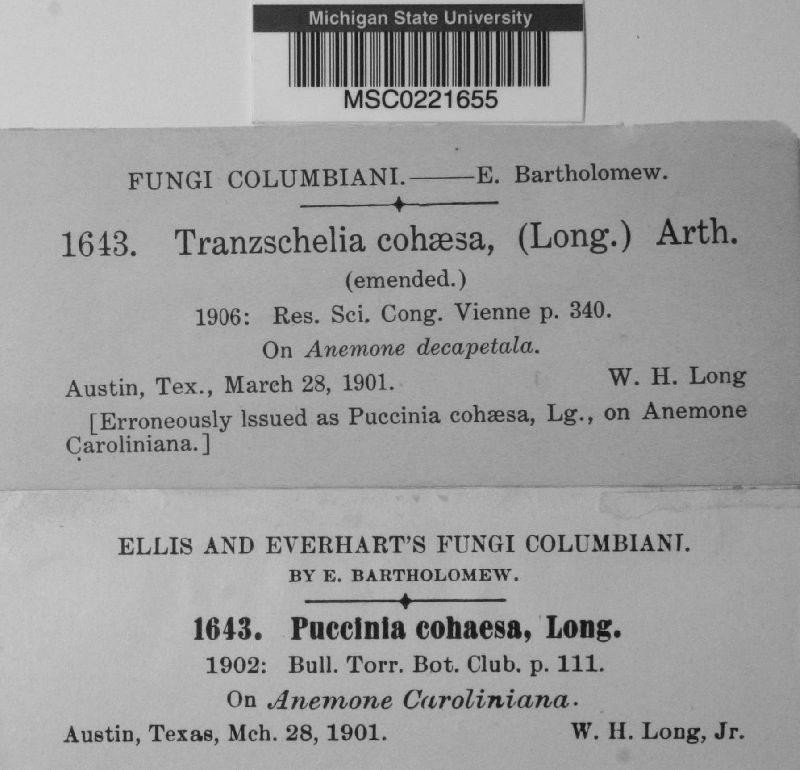 Michigan State University
MSC0221655
FUNGI COLUMBIANI.——E. Bartholomew.
1643. Tranzschelia cohæsa, (Long.) Arth.
(emended.)
1906: Res. Sci. Cong. Vienne p. 340.
On Anemone decapetala.
Austin, Tex., March 28, 1901. W. H. Long
[Erroneously Issued as Puccinia cohæsa, Lg., on Anemone
Caroliniana.]
ELLIS AND EVERHART'S FUNGI COLUMBIANI.
BY E. BARTHOLOMEW.
1643. Puccinia cohaesa, Long.
1902: Bull. Torr. Bot. Club. p. 111.
On Anemone Caroliniana.
Austin, Texas, Mch. 28, 1901. W. H. Long, Jr.